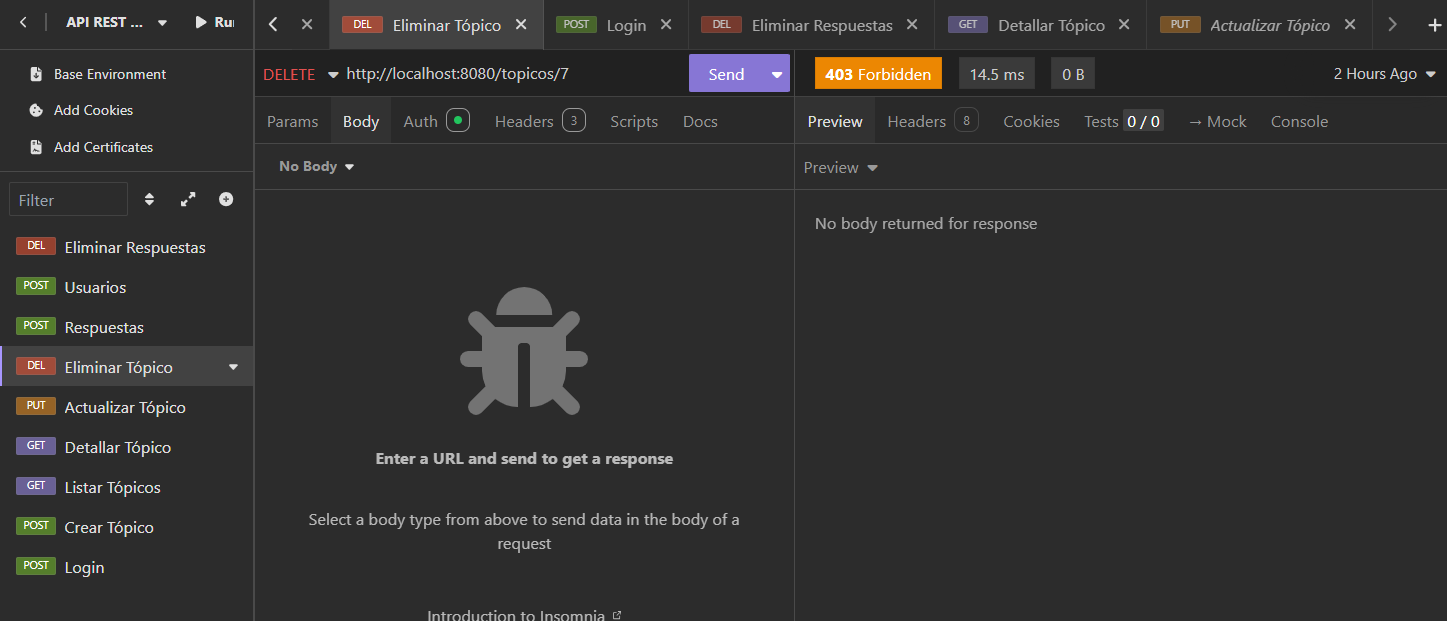 API REST ...
Run
DEL Eliminar Tópico
POST Login
DEL Eliminar Respuestas
GET Detallar Tópico
PUT Actualizar Tópico
Base Environment
Add Cookies
Add Certificates
Filter
DEL Eliminar Respuestas
POST Usuarios
POST Respuestas
DEL Eliminar Tópico
PUT Actualizar Tópico
GET Detallar Tópico
GET Listar Tópicos
POST Crear Tópico
POST Login
DELETE http://localhost:8080/topicos/7 Send
Params Body Auth Headers 3 Scripts Docs
No Body
Enter a URL and send to get a response
Select a body type from above to send data in the body of a
request
Introduction to Insomnia
403 Forbidden 14.5 ms 0 B 2 Hours Ago
Preview Headers 8 Cookies Tests 0 / 0 → Mock Console
Preview
No body returned for response